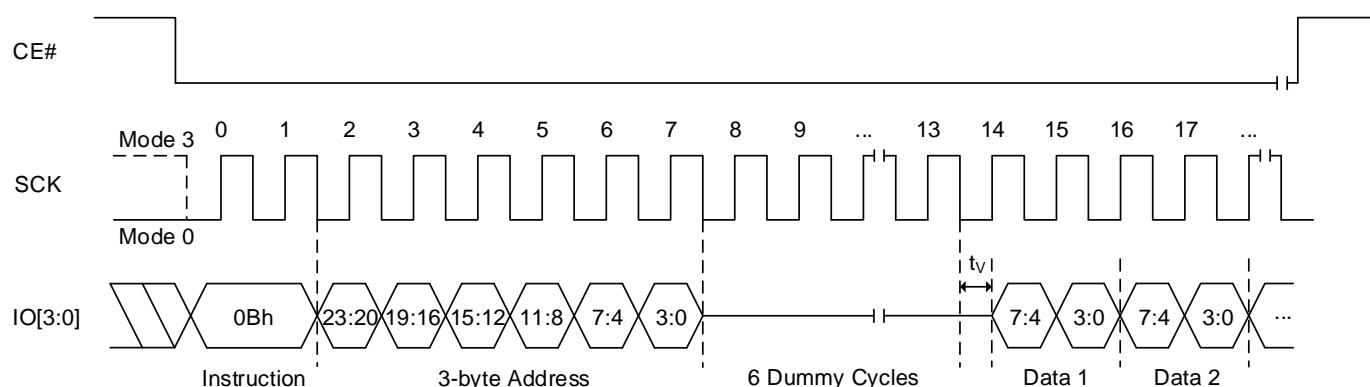 CE#
Mode 3
0 1 2 3 4 5 6 7 8 9 ... 13 14 15 16 17 ...
SCK
Mode 0
tV
IO[3:0]
0Bh 23:20 19:16 15:12 11:8 7:4 3:0 7:4 3:0 7:4 3:0 ...
Instruction 3-byte Address 6 Dummy Cycles Data 1 Data 2